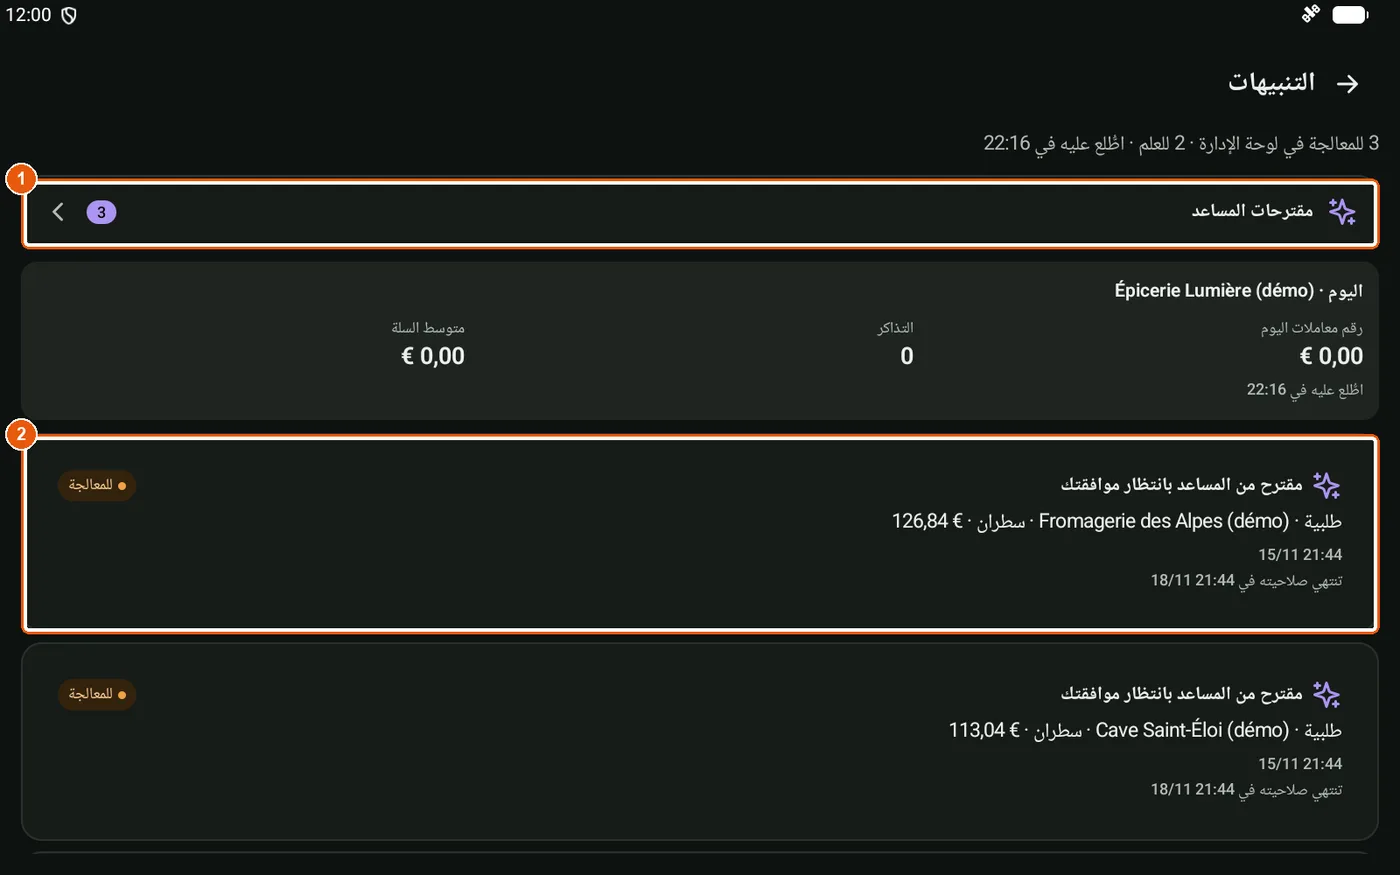 12:00
التنبيهات
3 للمعالجة في لوحة الإدارة · 2 للعلم · اطُّلع عليه في 22:16
1
مقترحات المساعد
3
اليوم · Épicerie Lumière (démo)
رقم معاملات اليوم
0,00 €
التذاكر
0
متوسط السلة
0,00 €
اطُّلع عليه في 22:16
2
مقترح من المساعد بانتظار موافقتك
للمعالجة
طلبية · Fromagerie des Alpes (démo) · سطران · 126,84 €
15/11 21:44
تنتهي صلاحيته في 18/11 21:44
مقترح من المساعد بانتظار موافقتك
للمعالجة
طلبية · Cave Saint-Éloi (démo) · سطران · 113,04 €
15/11 21:44
تنتهي صلاحيته في 18/11 21:44